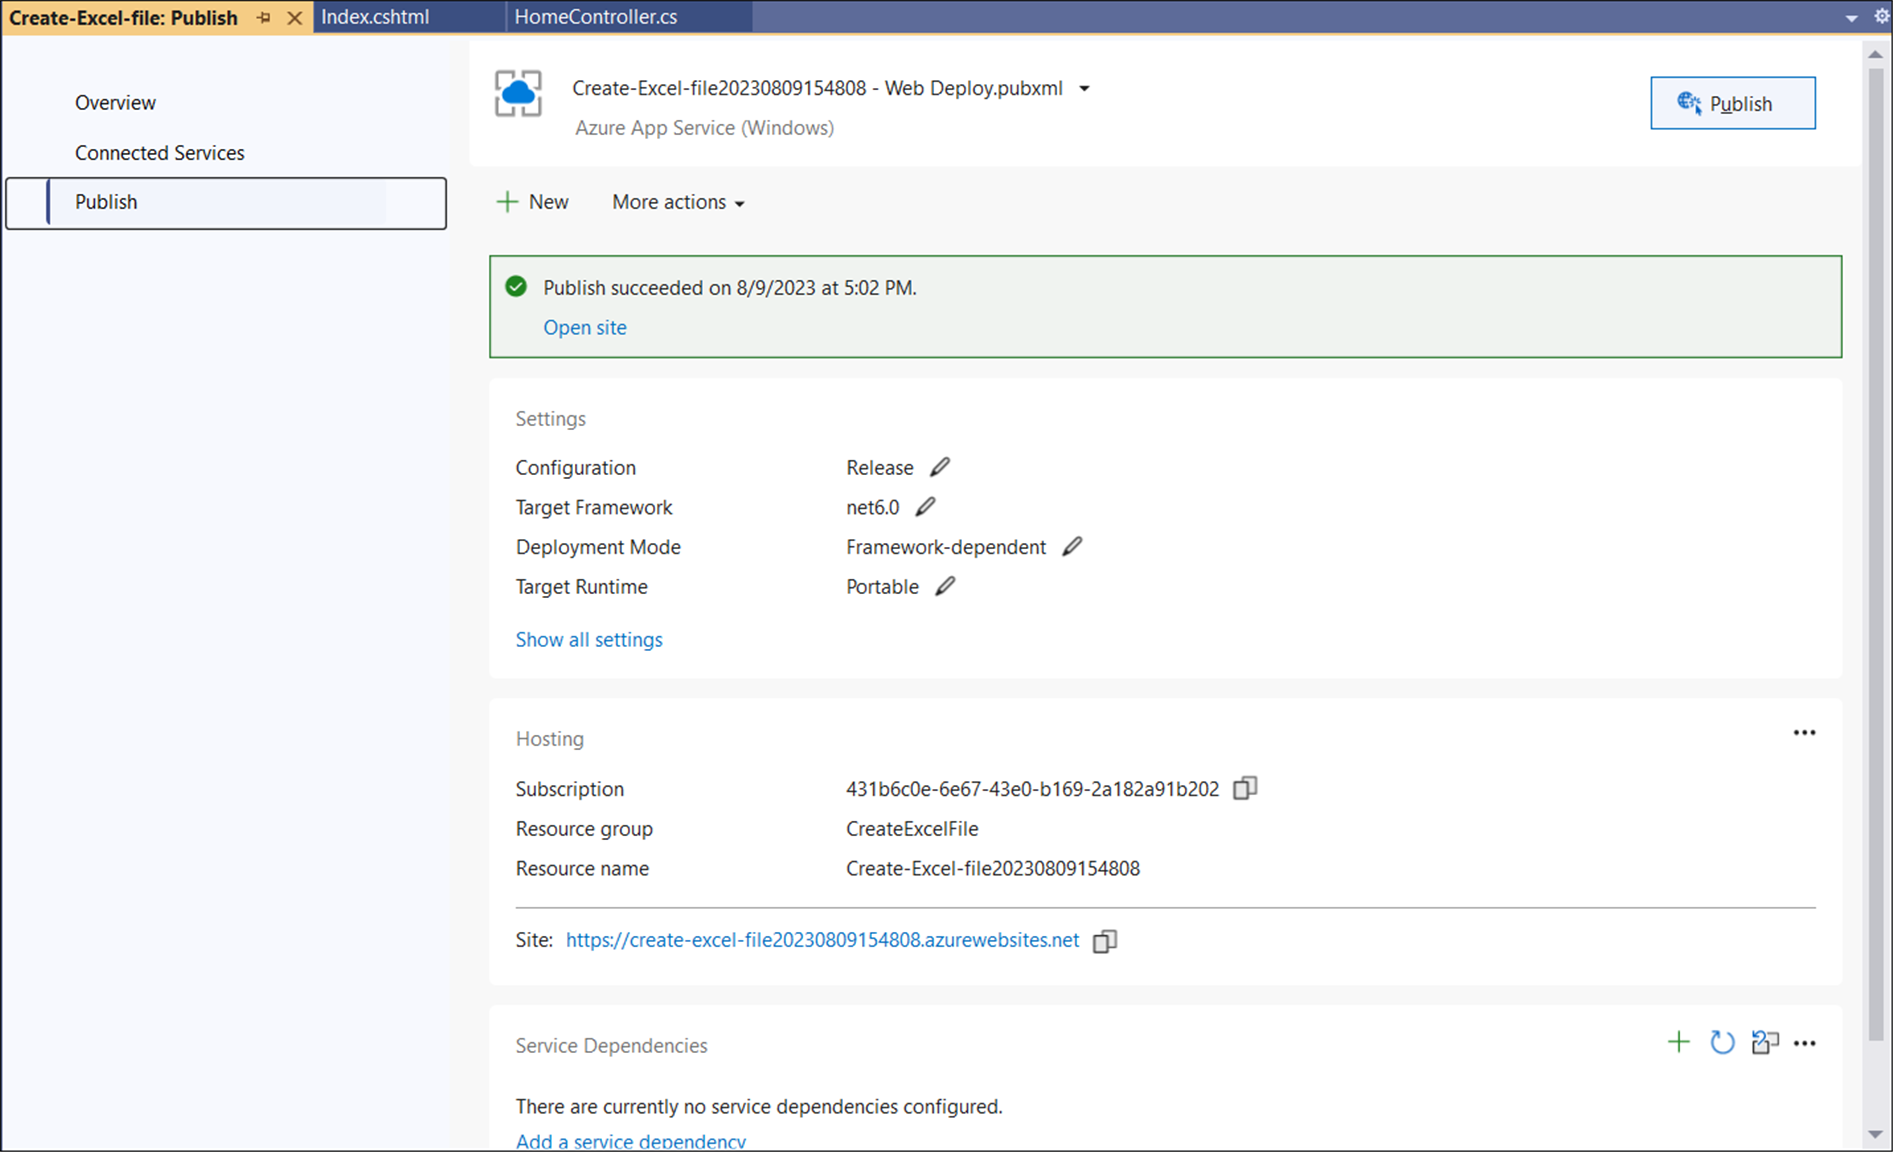 Create-Excel-file: Publish
Index.cshtml
HomeController.cs
Overview
Connected Services
Publish
Create-Excel-file20230809154808 - Web Deploy.pubxml
Azure App Service (Windows)
Publish
New
More actions
Publish succeeded on 8/9/2023 at 5:02 PM.
Open site
Settings
Configuration Release
Target Framework net6.0
Deployment Mode Framework-dependent
Target Runtime Portable
Show all settings
Hosting
Subscription 431b6c0e-6e67-43e0-b169-2a182a91b202
Resource group CreateExcelFile
Resource name Create-Excel-file20230809154808
Site: https://create-excel-file20230809154808.azurewebsites.net
Service Dependencies
There are currently no service dependencies configured.
Add a service dependency